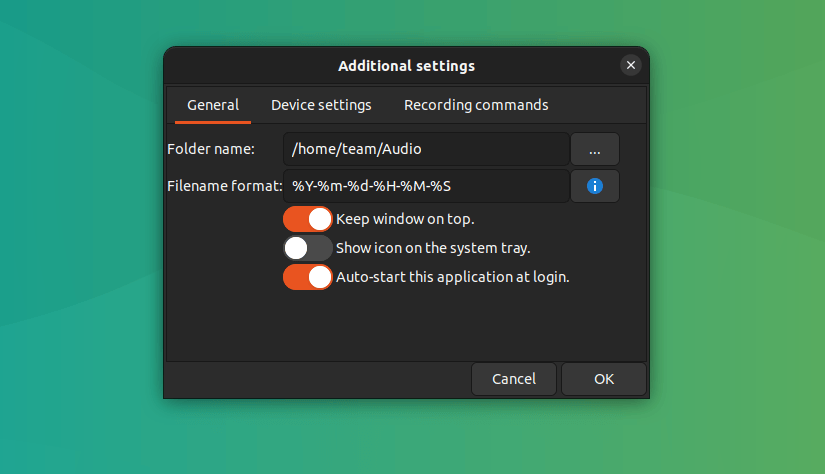 Additional settings
General Device settings Recording commands
Folder name: /home/team/Audio ...
Filename format: %Y-%m-%d-%H-%M-%S
Keep window on top.
Show icon on the system tray.
Auto-start this application at login.
Cancel OK